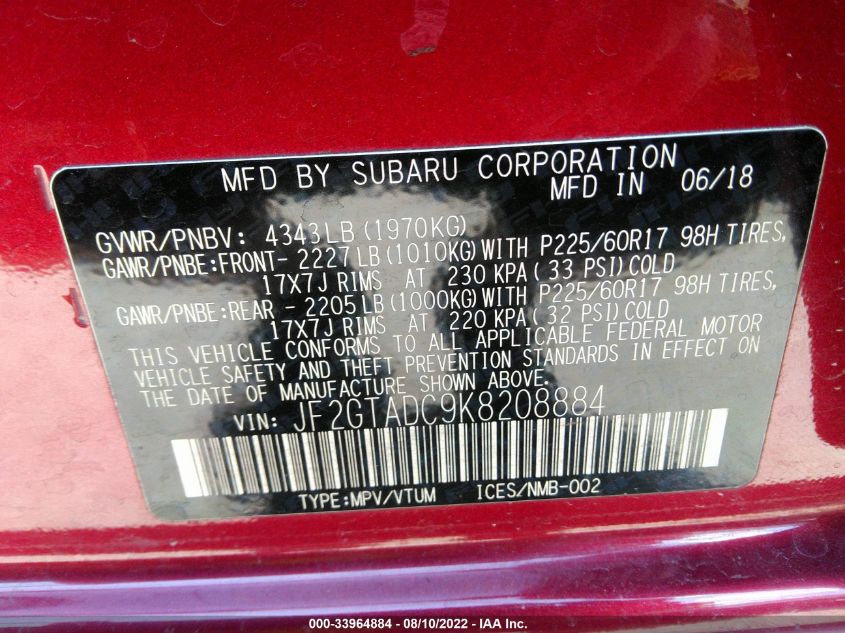 MFD BY SUBARU CORPORATION
MFD IN 06/18
GVWR/PNBV: 4343LB(1970KG)
GAWR/PNBE:FRONT- 2227LB(1010KG)WITH P225/60R17 98H TIRES,
17X7J RIMS AT 230 KPA(33 PSI)COLD
GAWR/PNBE:REAR - 2205LB(1000KG)WITH P225/60R17 98H TIRES,
17X7J RIMS AT 220 KPA(32 PSI)COLD
THIS VEHICLE CONFORMS TO ALL APPLICABLE FEDERAL MOTOR
VEHICLE SAFETY AND THEFT PREVENTION STANDARDS IN EFFECT ON
THE DATE OF MANUFACTURE SHOWN ABOVE.
VIN: JF2GTADC9K8208884
TYPE:MPV/VTUM ICES/NMB-002
000-33964884 - 08/10/2022 - IAA Inc.